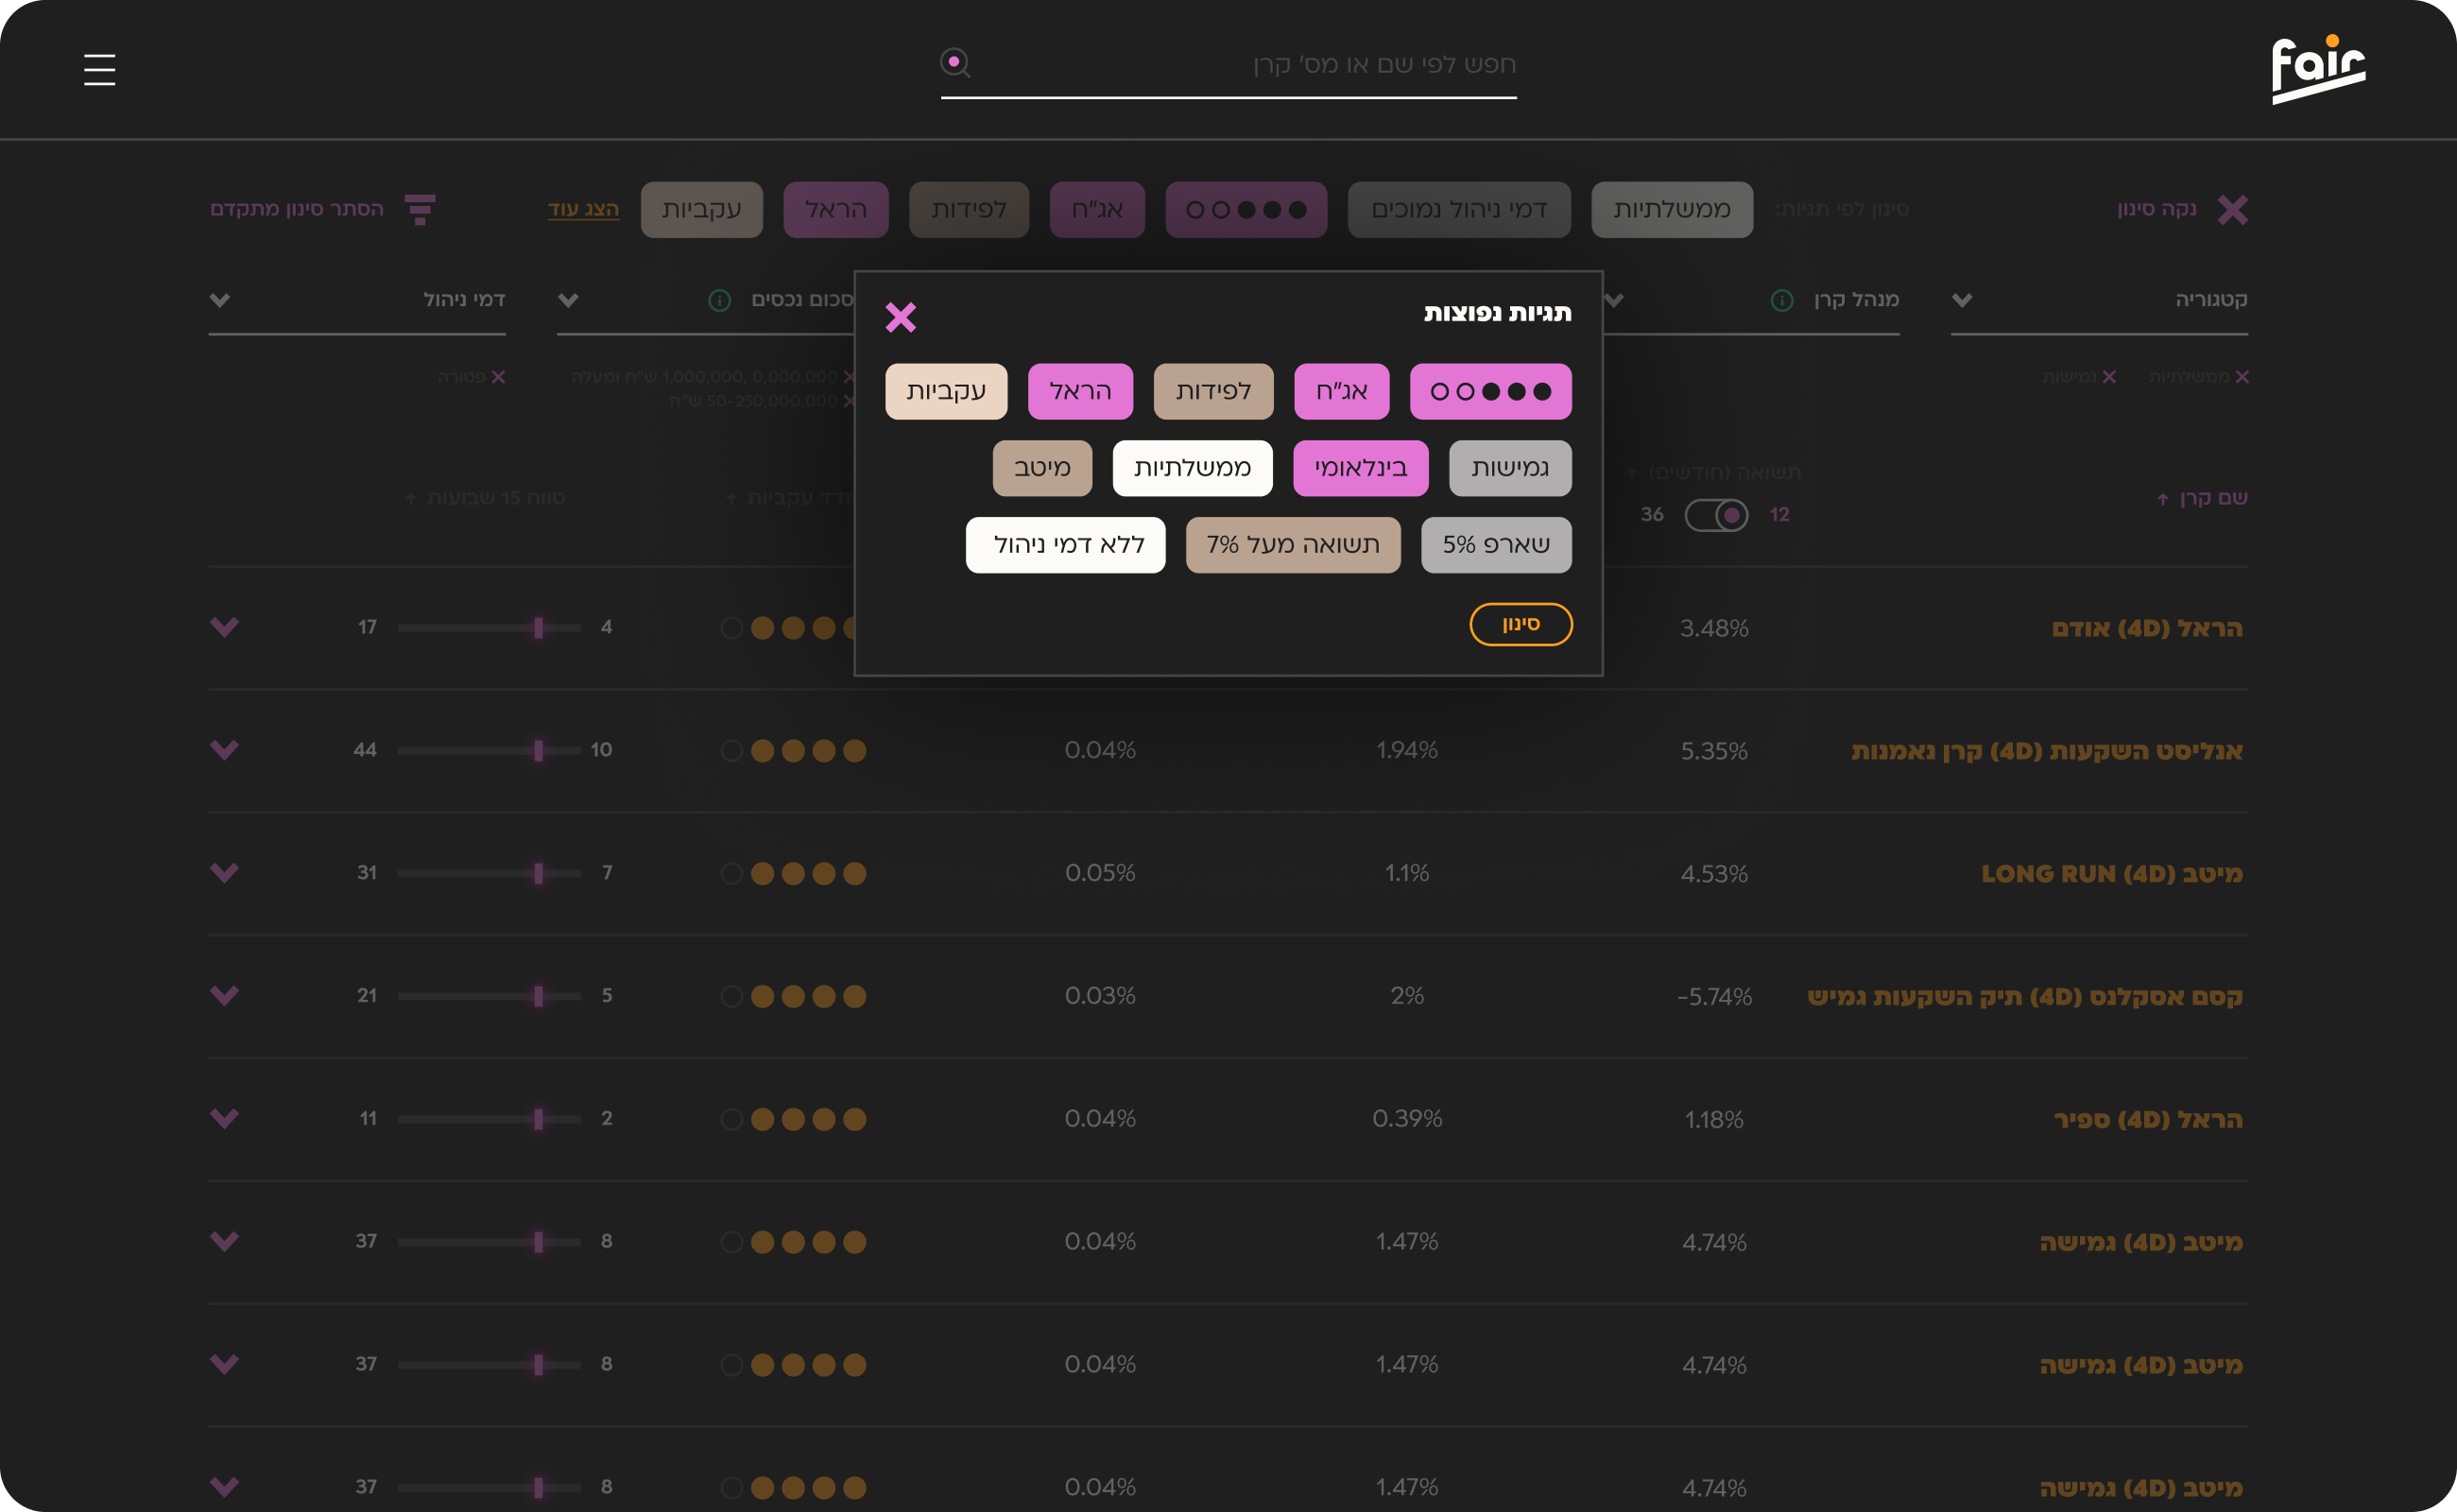 fair
חפש לפי שם או מס' קרן
נקה סינון
סינון לפי תגיות:
ממשלתיות
דמי ניהול נמוכים
אג"ח
לפידות
הראל
עקביות
הצג עוד
הסתר סינון מתקדם
קטגוריה
מנהל קרן
סכום נכסים
דמי ניהול
ממשלתיות
גמישות
0,000,000 ,1,000,000 ש"ח ומעלה
50-250,000,000 ש"ח
פטורה
תגיות נפוצות
אג"ח
לפידות
הראל
עקביות
גמישות
בינלאומי
ממשלתיות
מיטב
שארפ 5%
תשואה מעל 7%
ללא דמי ניהול
סינון
שם קרן
תשואה (חודשים)
12
36
עקביות
טווח 15 שבועות
הראל (4D) אודם
3.48%
4
17
אנליסט השקעות (4D) קרן נאמנות
5.35%
1.94%
0.04%
10
44
מיטב (4D) LONG RUN
4.53%
1.1%
0.05%
7
31
קסם אסקלנס (4D) תיק השקעות גמיש
-5.74%
2%
0.03%
5
21
הראל (4D) ספיר
1.18%
0.39%
0.04%
2
11
מיטב (4D) גמישה
4.74%
1.47%
0.04%
8
37
מיטב (4D) גמישה
4.74%
1.47%
0.04%
8
37
מיטב (4D) גמישה
4.74%
1.47%
0.04%
8
37